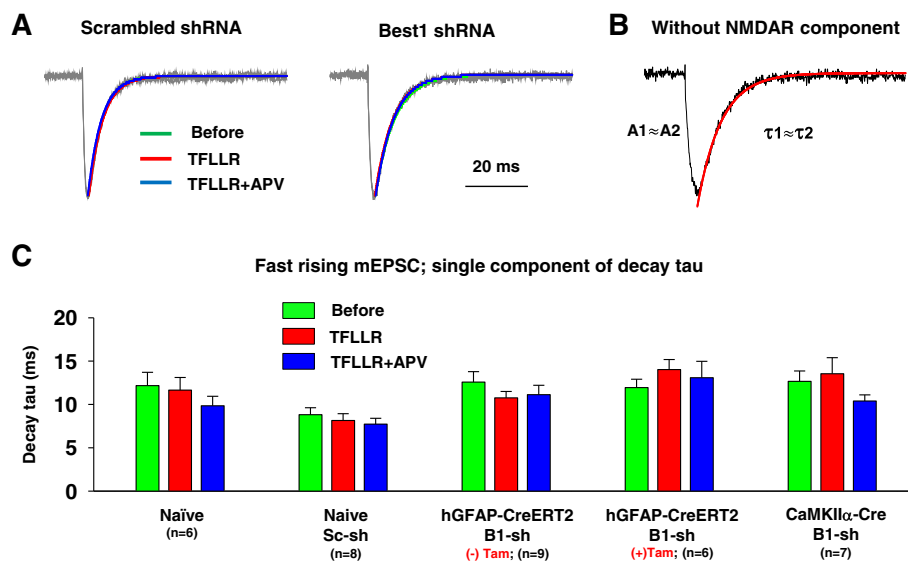 A
Scrambled shRNA
Best1 shRNA
Before
TFLLR
TFLLR+APV
20 ms
B
Without NMDAR component
A1≈A2
τ1≈τ2
C
Fast rising mEPSC; single component of decay tau
Before
TFLLR
TFLLR+APV
Decay tau (ms)
20
15
10
5
0
Naïve
(n=6)
Naive
Sc-sh
(n=8)
hGFAP-CreERT2
B1-sh
(-) Tam; (n=9)
hGFAP-CreERT2
B1-sh
(+)Tam; (n=6)
CaMKIIα-Cre
B1-sh
(n=7)